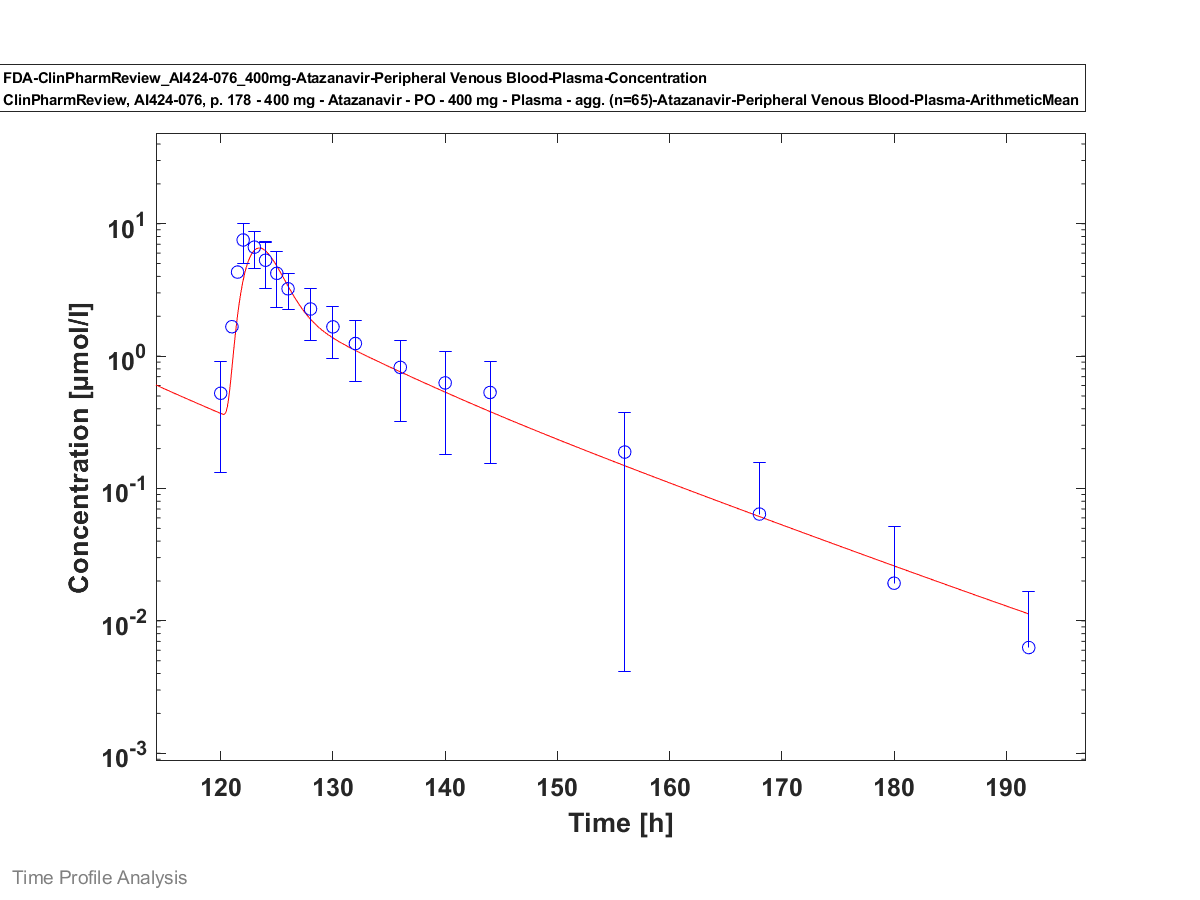 FDA-ClinPharmReview_AI424-076_400mg-Atazanavir-Peripheral Venous Blood-Plasma-Concentration
ClinPharmReview, AI424-076, p. 178 - 400 mg - Atazanavir - PO - 400 mg - Plasma - agg. (n=65)-Atazanavir-Peripheral Venous Blood-Plasma-ArithmeticMean
10^1
10^0
10^-1
10^-2
10^-3
Concentration [µmol/l]
120 130 140 150 160 170 180 190
Time [h]
Time Profile Analysis